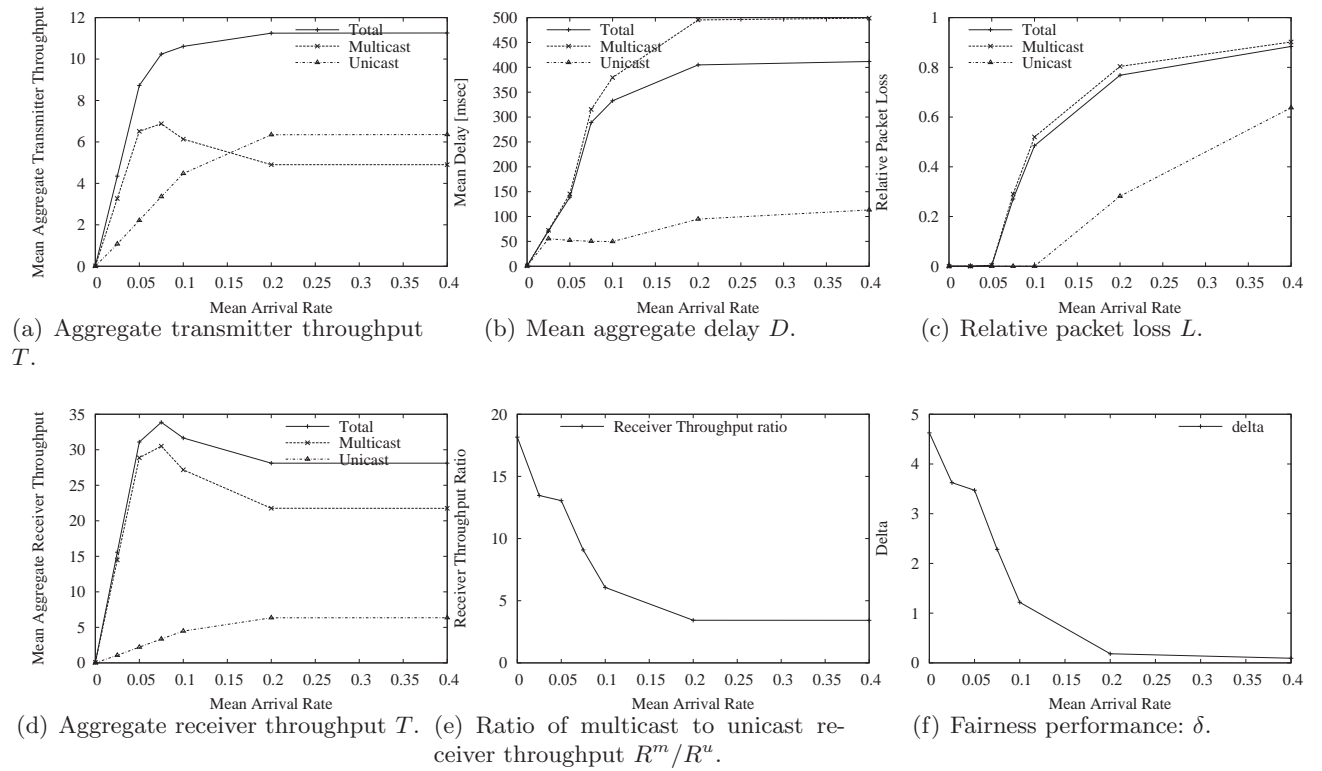 Mean Aggregate Transmitter Throughput
12
10
8
6
4
2
0
Total
Multicast
Unicast
0 0.05 0.1 0.15 0.2 0.25 0.3 0.35 0.4
Mean Arrival Rate
(a) Aggregate transmitter throughput
T.
Mean Delay [msec]
500
450
400
350
300
250
200
150
100
50
0
Total
Multicast
Unicast
0 0.05 0.1 0.15 0.2 0.25 0.3 0.35 0.4
Mean Arrival Rate
(b) Mean aggregate delay D.
Relative Packet Loss
1
0.8
0.6
0.4
0.2
0
Total
Multicast
Unicast
0 0.05 0.1 0.15 0.2 0.25 0.3 0.35 0.4
Mean Arrival Rate
(c) Relative packet loss L.
Mean Aggregate Receiver Throughput
35
30
25
20
15
10
5
0
Total
Multicast
Unicast
0 0.05 0.1 0.15 0.2 0.25 0.3 0.35 0.4
Mean Arrival Rate
(d) Aggregate receiver throughput T.
Receiver Throughput Ratio
20
15
10
5
0
Receiver Throughput ratio
0 0.05 0.1 0.15 0.2 0.25 0.3 0.35 0.4
Mean Arrival Rate
(e) Ratio of multicast to unicast re-
ceiver throughput R^m/R^u.
Delta
5
4
3
2
1
0
delta
0 0.05 0.1 0.15 0.2 0.25 0.3 0.35 0.4
Mean Arrival Rate
(f) Fairness performance: δ.